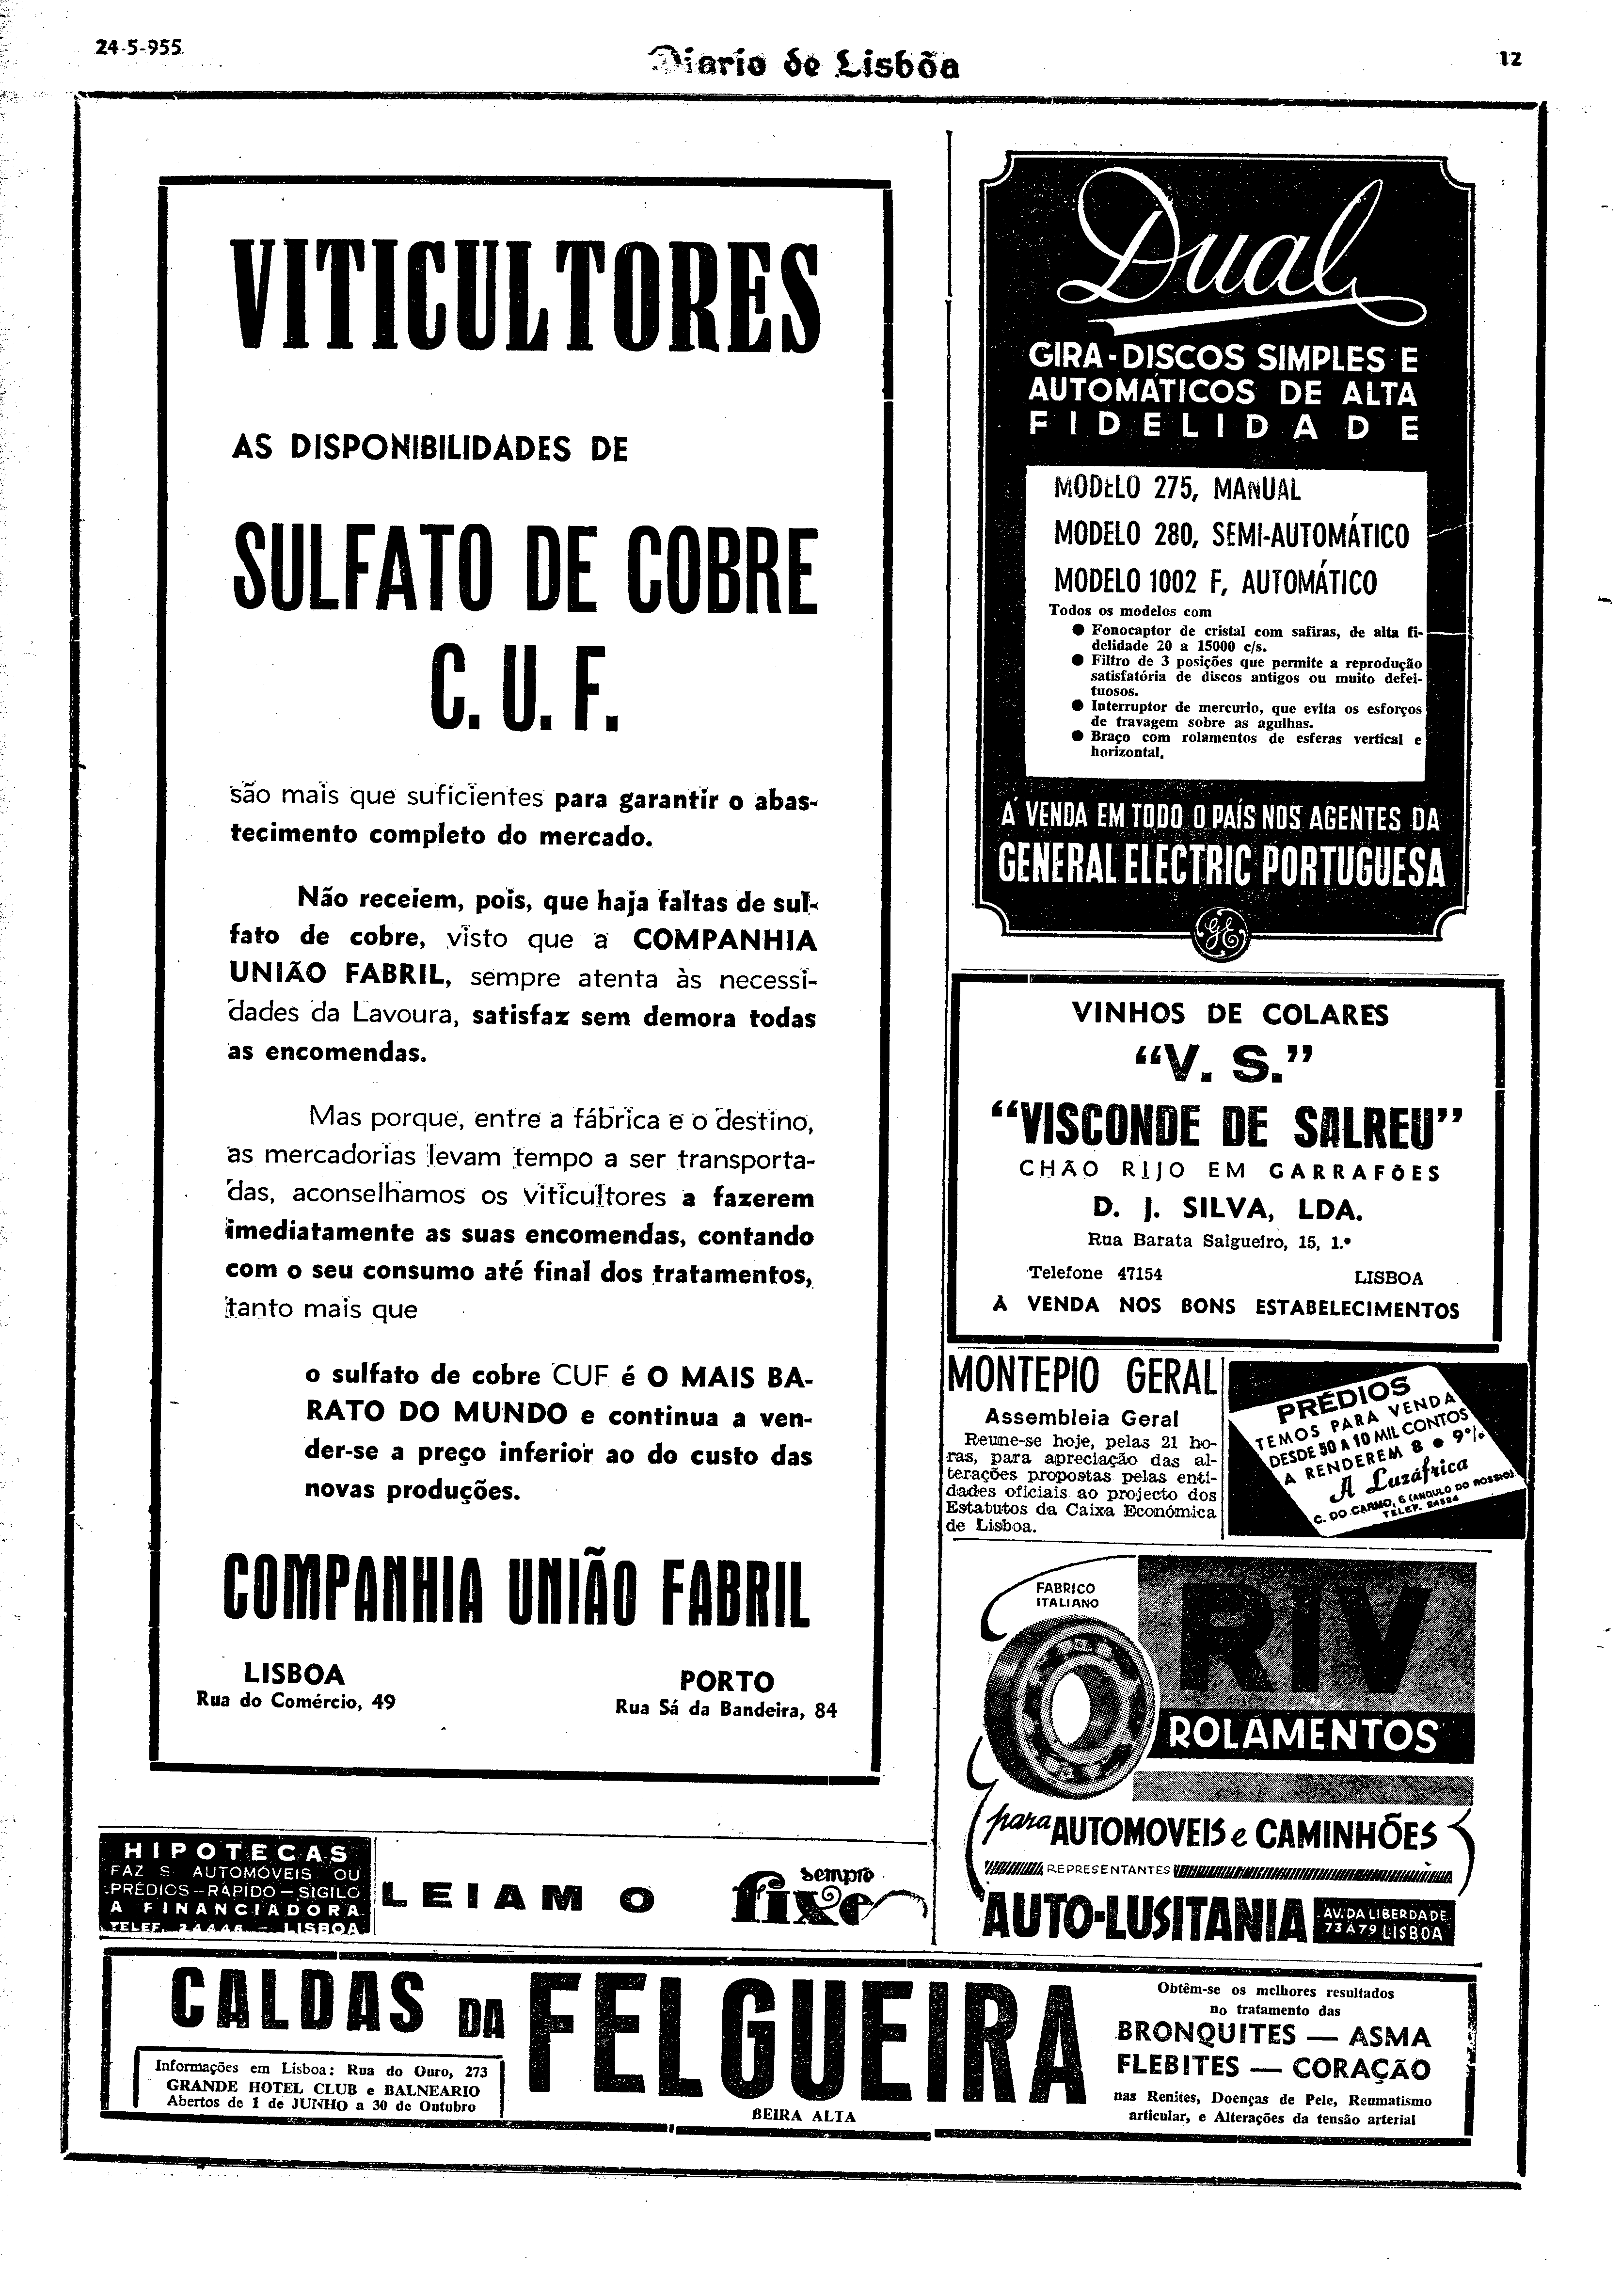 24-5-955
Diario de Lisbôa
12
VITICULTORES
AS DISPONIBILIDADES DE
SULFATO DE COBRE
C. U. F.
são mais que suficientes para garantir o abas-
tecimento completo do mercado.
Não receiem, pois, que haja faltas de sul-
fato de cobre, visto que a COMPANHIA
UNIÃO FABRIL, sempre atenta às necessi-
dades da Lavoura, satisfaz sem demora todas
as encomendas.
Mas porque, entre a fábrica e o destino,
as mercadorias levam tempo a ser transporta-
das, aconselhamos os viticultores a fazerem
imediatamente as suas encomendas, contando
com o seu consumo até final dos tratamentos,
tanto mais que
o sulfato de cobre CUF é O MAIS BA-
RATO DO MUNDO e continua a ven-
der-se a preço inferior ao do custo das
novas produções.
COMPANHIA UNIÃO FABRIL
LISBOA
Rua do Comércio, 49
PORTO
Rua Sá da Bandeira, 84
Dual
GIRA-DISCOS SIMPLES E
AUTOMÁTICOS DE ALTA
FIDELIDADE
MODELO 275, MANUAL
MODELO 280, SEMI-AUTOMÁTICO
MODELO 1002 F, AUTOMÁTICO
Todos os modelos com
● Fonocaptor de cristal com safiras, de alta fi-
delidade 20 a 15000 c/s.
● Filtro de 3 posições que permite a reprodução
satisfatória de discos antigos ou muito defei-
tuosos.
● Interruptor de mercurio, que evita os esforços
de travagem sobre as agulhas.
● Braço com rolamentos de esferas vertical e
horizontal.
Á VENDA EM TODO O PAÍS NOS AGENTES DA
GENERAL ELECTRIC PORTUGUESA
GE
VINHOS DE COLARES
“V. S.”
“VISCONDE DE SALREU”
CHÃO RIJO EM GARRAFÕES
D. J. SILVA, LDA.
Rua Barata Salgueiro, 15, 1.º
Telefone 47154
LISBOA
À VENDA NOS BONS ESTABELECIMENTOS
MONTEPIO GERAL
Assembleia Geral
Reune-se hoje, pelas 21 ho-
ras, para apreciação das al-
terações propostas pelas enti-
dades oficiais ao projecto dos
Estatutos da Caixa Económica
de Lisboa.
PRÉDIOS
TEMOS PARA VENDA
DESDE 50 A 10 MIL CONTOS
A RENDEREM 8 e 9%
A Luzáfrica
C. DO CARMO, 6 (ANGULO DO ROSSIO)
TELEF. 24524
FABRICO
ITALIANO
RIV
ROLAMENTOS
para AUTOMOVEIS e CAMINHÕES
REPRESENTANTES
AUTO-LUSITANIA
AV. DA LIBERDADE
73 A 79 LISBOA
HIPOTECAS
FAZ S AUTOMÓVEIS OU
PRÉDIOS — RÁPIDO — SIGILO
A FINANCIADORA
TELEF. 24446 — LISBOA
LEIAM O
sempre
fixe
CALDAS DA FELGUEIRA
BEIRA ALTA
Informações em Lisboa: Rua do Ouro, 273
GRANDE HOTEL CLUB e BALNEARIO
Abertos de 1 de JUNHO a 30 de Outubro
Obtêm-se os melhores resultados
no tratamento das
BRONQUITES — ASMA
FLEBITES — CORAÇÃO
nas Renites, Doenças de Pele, Reumatismo
articular, e Alterações da tensão arterial